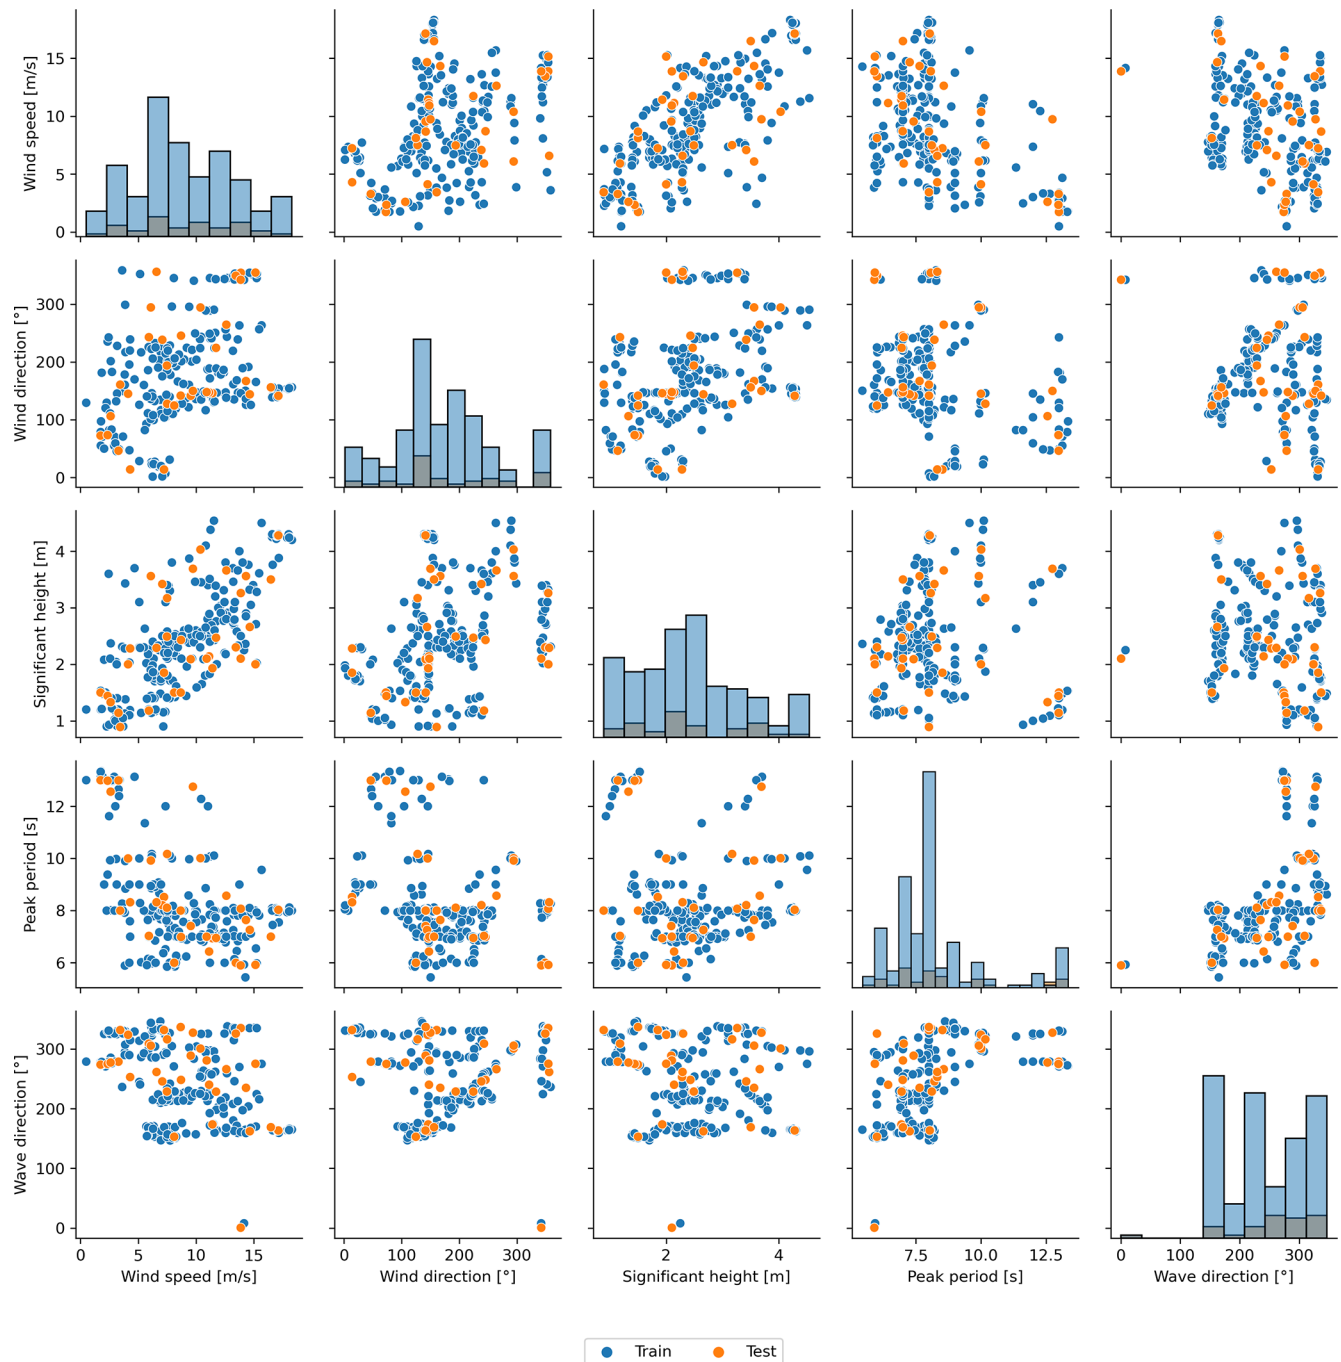 Wind speed [m/s]
15
10
5
0
Wind direction [°]
300
200
100
0
Significant height [m]
4
3
2
1
Peak period [s]
12
10
8
6
Wave direction [°]
300
200
100
0
0 5 10 15
0 100 200 300
2 4
7.5 10.0 12.5
0 100 200 300
Wind speed [m/s]
Wind direction [°]
Significant height [m]
Peak period [s]
Wave direction [°]
Train Test